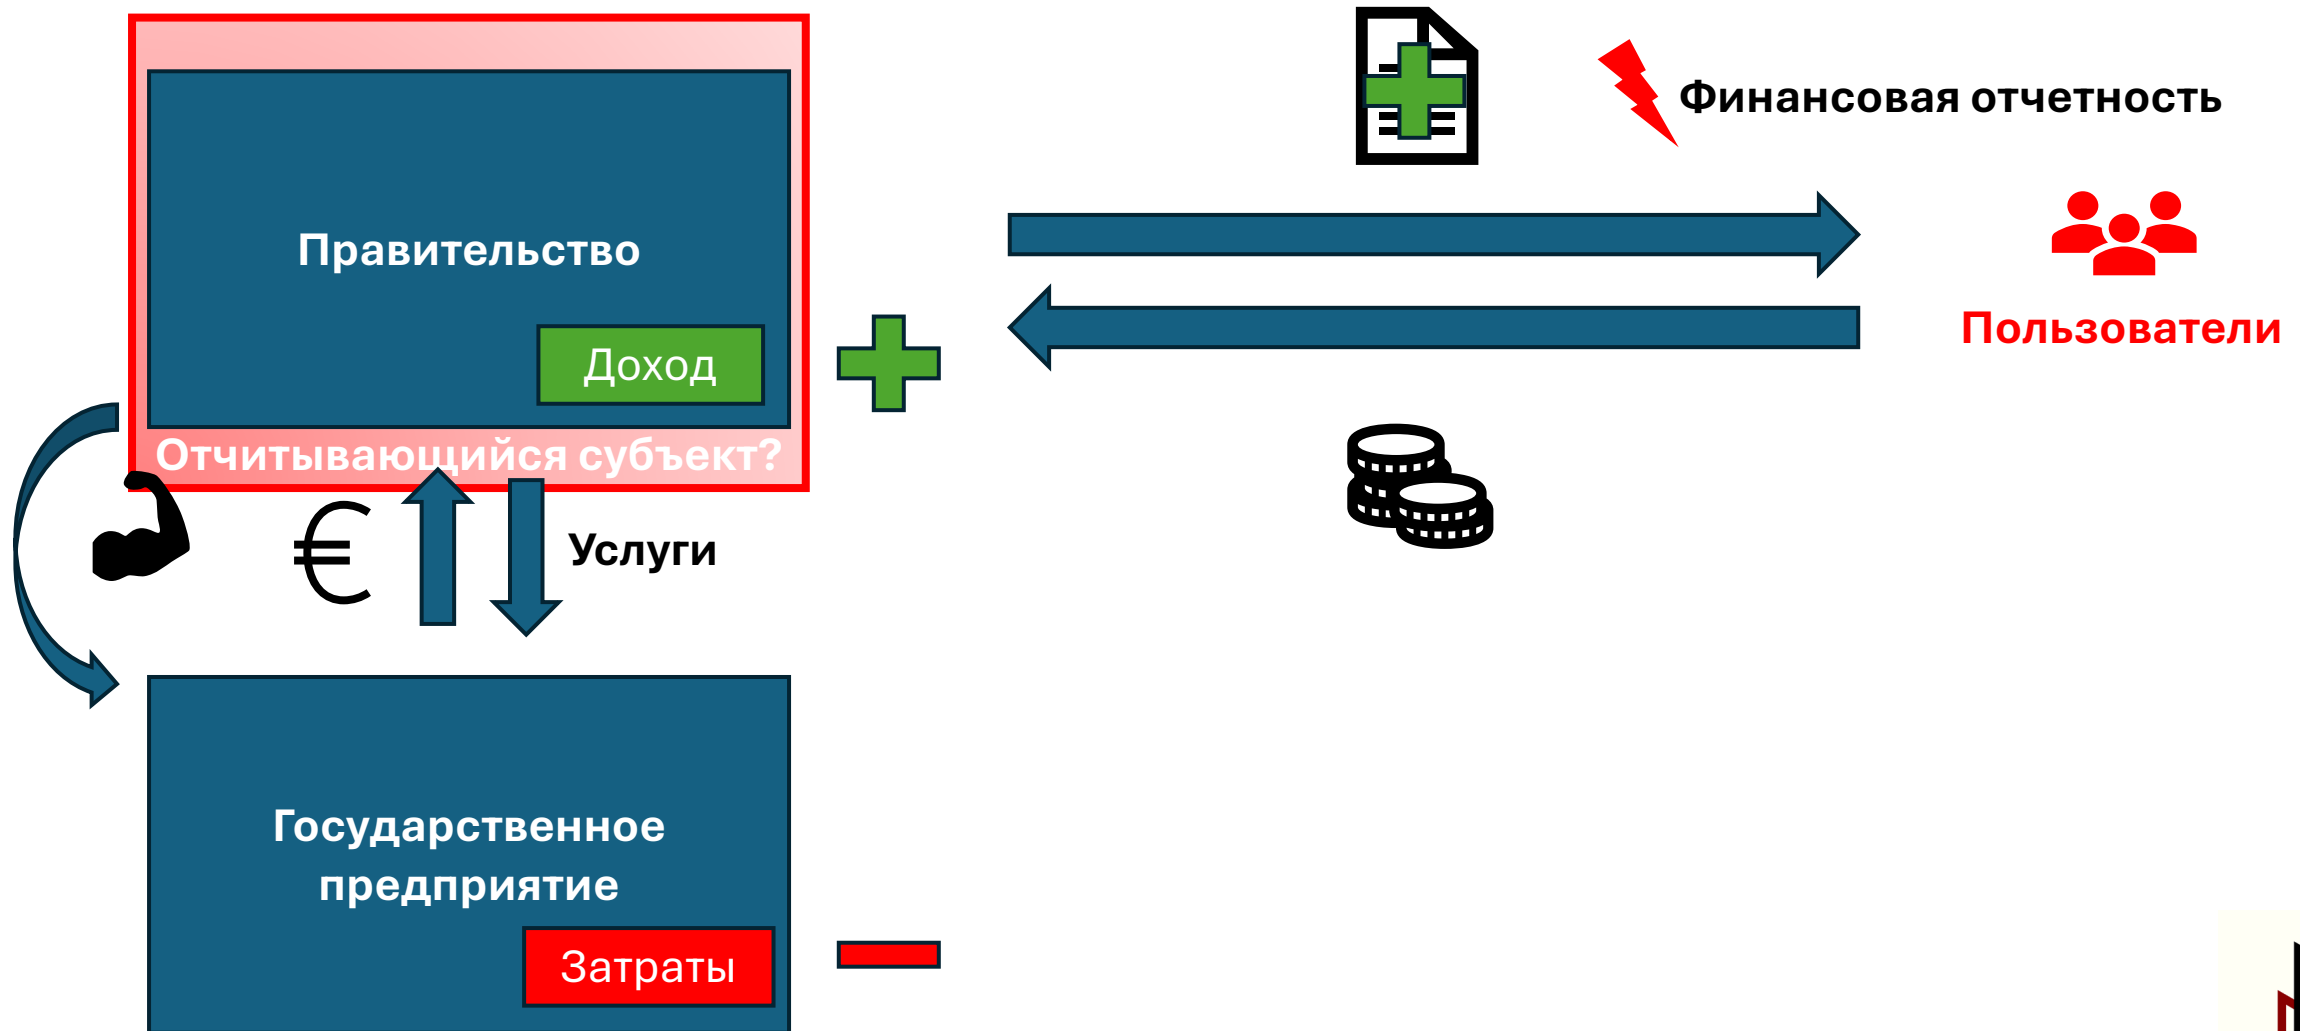 Финансовая отчетность
Правительство
Пользователи
Доход
Отчитывающийся субъект?
€
Услуги
Государственное
предприятие
Затраты